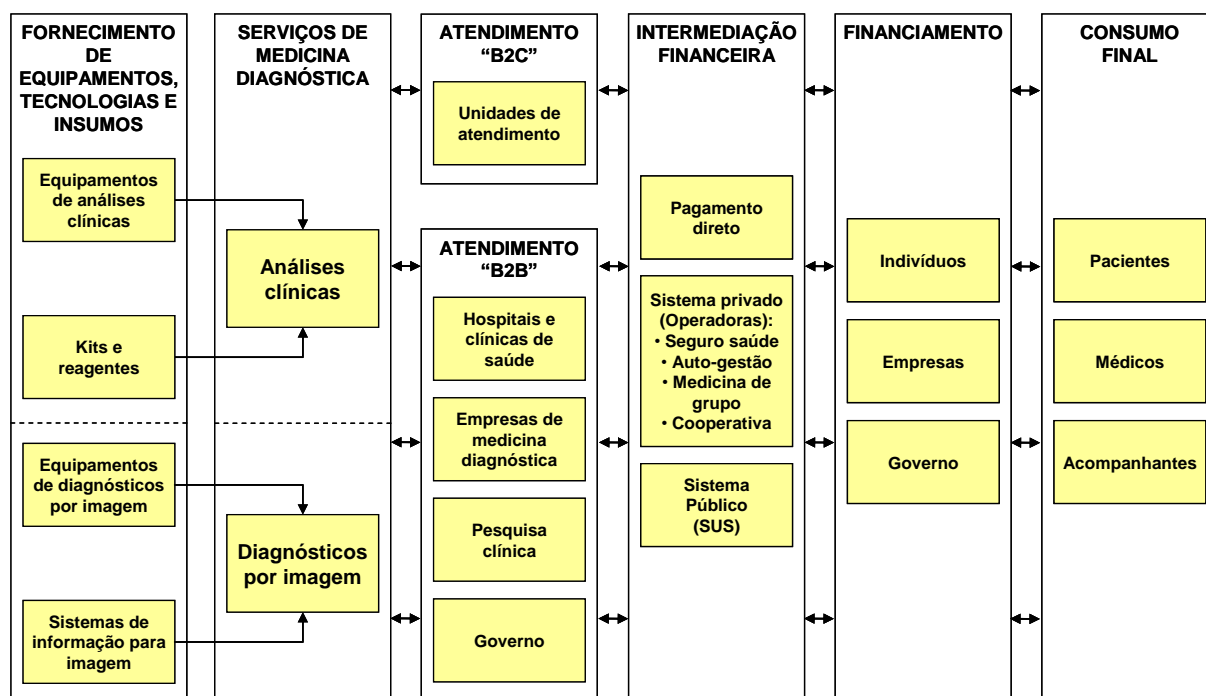 FORNECIMENTO
DE
EQUIPAMENTOS,
TECNOLOGIAS E
INSUMOS
Equipamentos
de análises
clínicas
Kits e
reagentes
Equipamentos
de diagnósticos
por imagem
Sistemas de
informação para
imagem
SERVIÇOS DE
MEDICINA
DIAGNÓSTICA
Análises
clínicas
Diagnósticos
por imagem
ATENDIMENTO
“B2C”
Unidades de
atendimento
ATENDIMENTO
“B2B”
Hospitais e
clínicas de
saúde
Empresas de
medicina
diagnóstica
Pesquisa
clínica
Governo
INTERMEDIAÇÃO
FINANCEIRA
Pagamento
direto
Sistema privado
(Operadoras):
• Seguro saúde
• Auto-gestão
• Medicina de
grupo
• Cooperativa
Sistema
Público
(SUS)
FINANCIAMENTO
Indivíduos
Empresas
Governo
CONSUMO
FINAL
Pacientes
Médicos
Acompanhantes